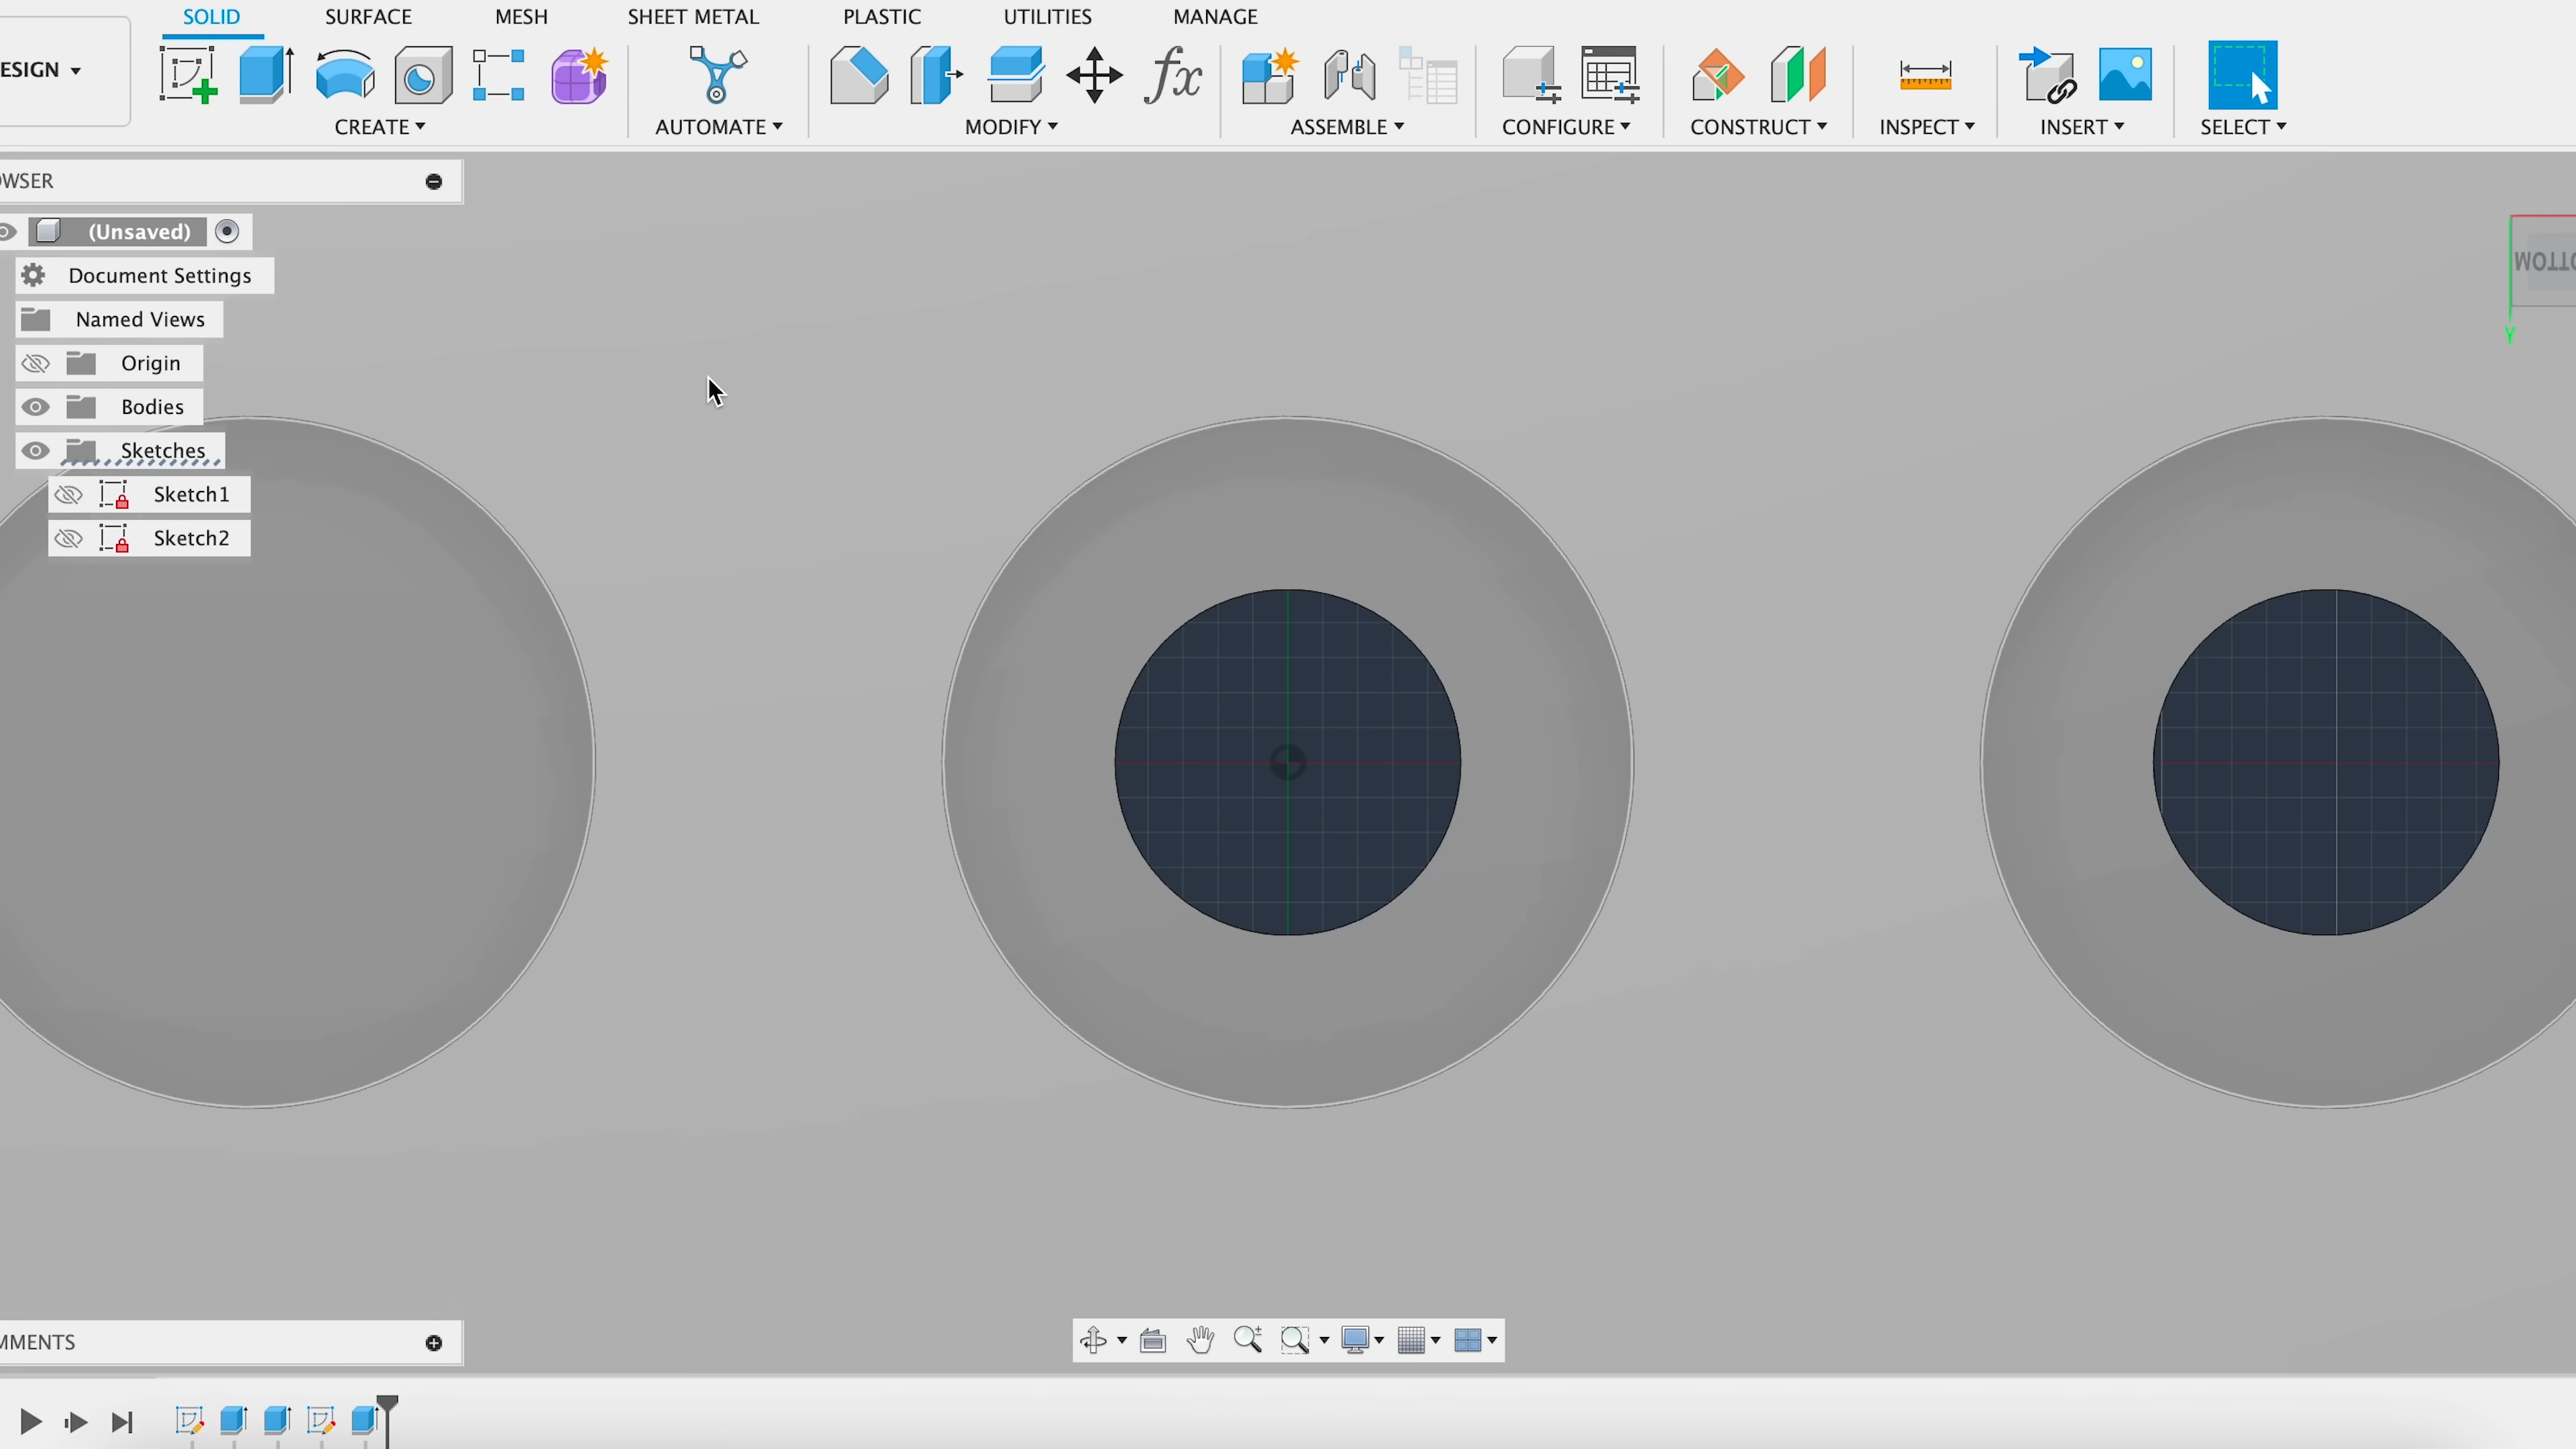 SOLID SURFACE MESH SHEET METAL PLASTIC UTILITIES MANAGE
ESIGN
fx
CREATE AUTOMATE MODIFY ASSEMBLE CONFIGURE CONSTRUCT INSPECT INSERT SELECT
OWSER
(Unsaved)
Document Settings
Named Views
Origin
Bodies
Sketches
Sketch1
Sketch2
Y
MMENTS